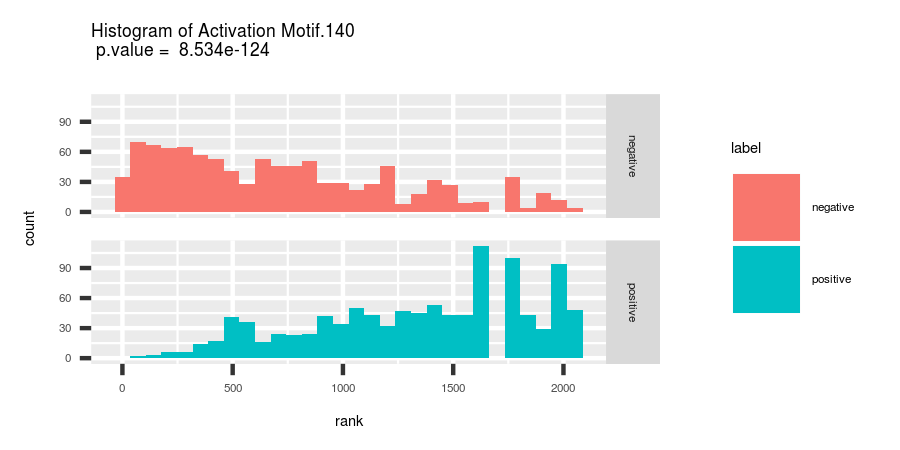 Histogram of Activation Motif.140
p.value = 8.534e-124
count
90
60
30
0
negative
90
60
30
0
positive
0 500 1000 1500 2000
rank
label
negative
positive